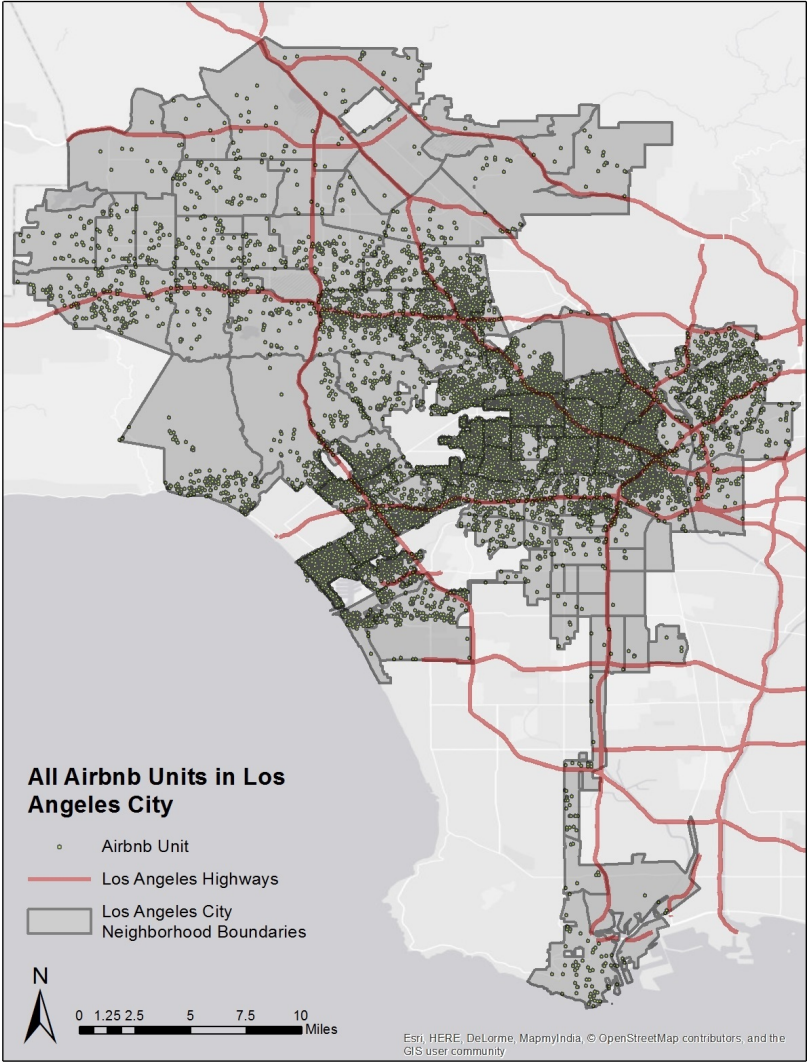 All Airbnb Units in Los
Angeles City
Airbnb Unit
Los Angeles Highways
Los Angeles City
Neighborhood Boundaries
N
0 1.25 2.5 5 7.5 10
Miles
Esri, HERE, DeLorme, MapmyIndia, © OpenStreetMap contributors, and the
GIS user community